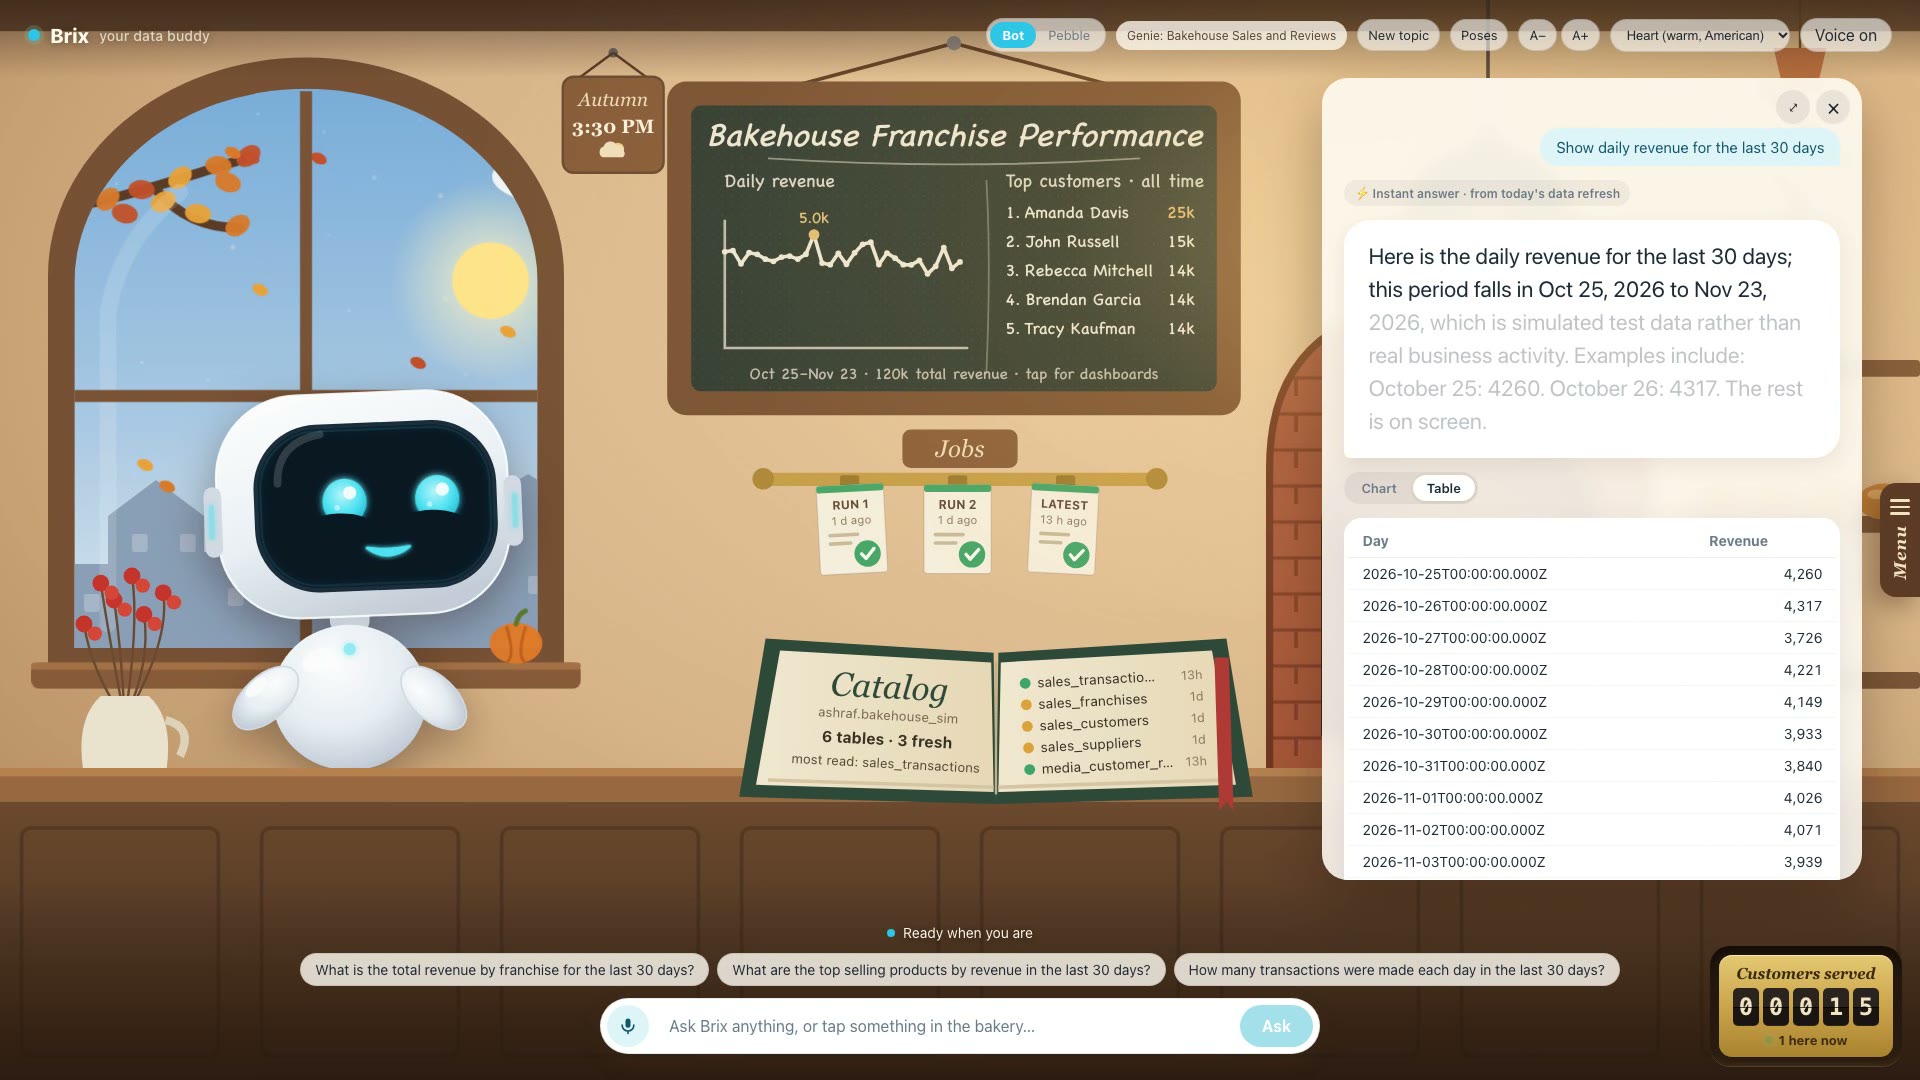 Brix your data buddy
Bot Pebble
Genie: Bakehouse Sales and Reviews
New topic
Poses
A−
A+
Heart (warm, American)
Voice on
Autumn
3:30 PM
Bakehouse Franchise Performance
Daily revenue
5.0k
Oct 25–Nov 23 · 120k total revenue · tap for dashboards
Top customers · all time
1. Amanda Davis 25k
2. John Russell 15k
3. Rebecca Mitchell 14k
4. Brendan Garcia 14k
5. Tracy Kaufman 14k
Jobs
RUN 1
1 d ago
RUN 2
1 d ago
LATEST
13 h ago
Catalog
ashraf.bakehouse_sim
6 tables · 3 fresh
most read: sales_transactions
sales_transactio... 13h
sales_franchises 1d
sales_customers 1d
sales_suppliers 1d
media_customer_r... 13h
Show daily revenue for the last 30 days
⚡ Instant answer · from today's data refresh
Here is the daily revenue for the last 30 days;
this period falls in Oct 25, 2026 to Nov 23,
2026, which is simulated test data rather than
real business activity. Examples include:
October 25: 4260. October 26: 4317. The rest
is on screen.
Chart Table
Day Revenue
2026-10-25T00:00:00.000Z 4,260
2026-10-26T00:00:00.000Z 4,317
2026-10-27T00:00:00.000Z 3,726
2026-10-28T00:00:00.000Z 4,221
2026-10-29T00:00:00.000Z 4,149
2026-10-30T00:00:00.000Z 3,933
2026-10-31T00:00:00.000Z 3,840
2026-11-01T00:00:00.000Z 4,026
2026-11-02T00:00:00.000Z 4,071
2026-11-03T00:00:00.000Z 3,939
Menu
Ready when you are
What is the total revenue by franchise for the last 30 days?
What are the top selling products by revenue in the last 30 days?
How many transactions were made each day in the last 30 days?
Ask Brix anything, or tap something in the bakery...
Ask
Customers served
00015
1 here now